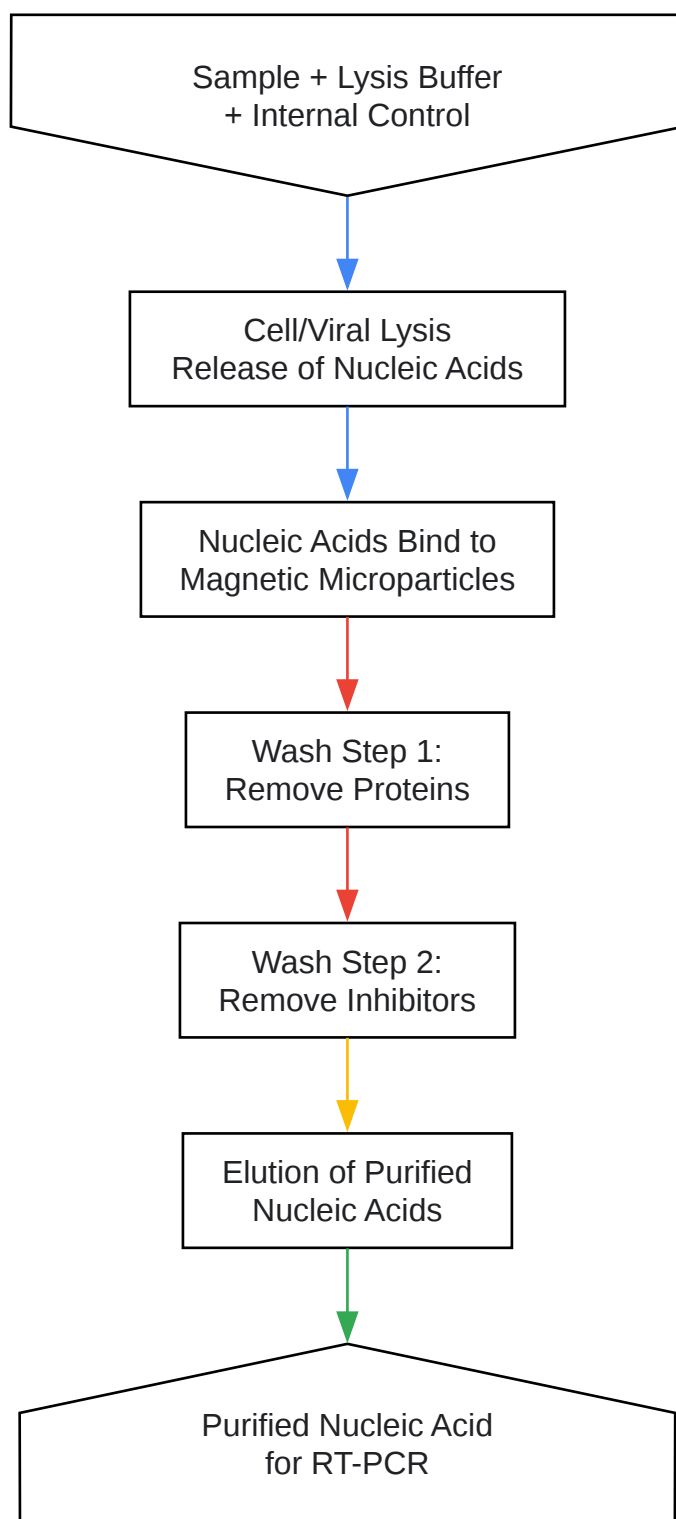 Sample + Lysis Buffer
+ Internal Control
Cell/Viral Lysis
Release of Nucleic Acids
Nucleic Acids Bind to
Magnetic Microparticles
Wash Step 1:
Remove Proteins
Wash Step 2:
Remove Inhibitors
Elution of Purified
Nucleic Acids
Purified Nucleic Acid
for RT-PCR